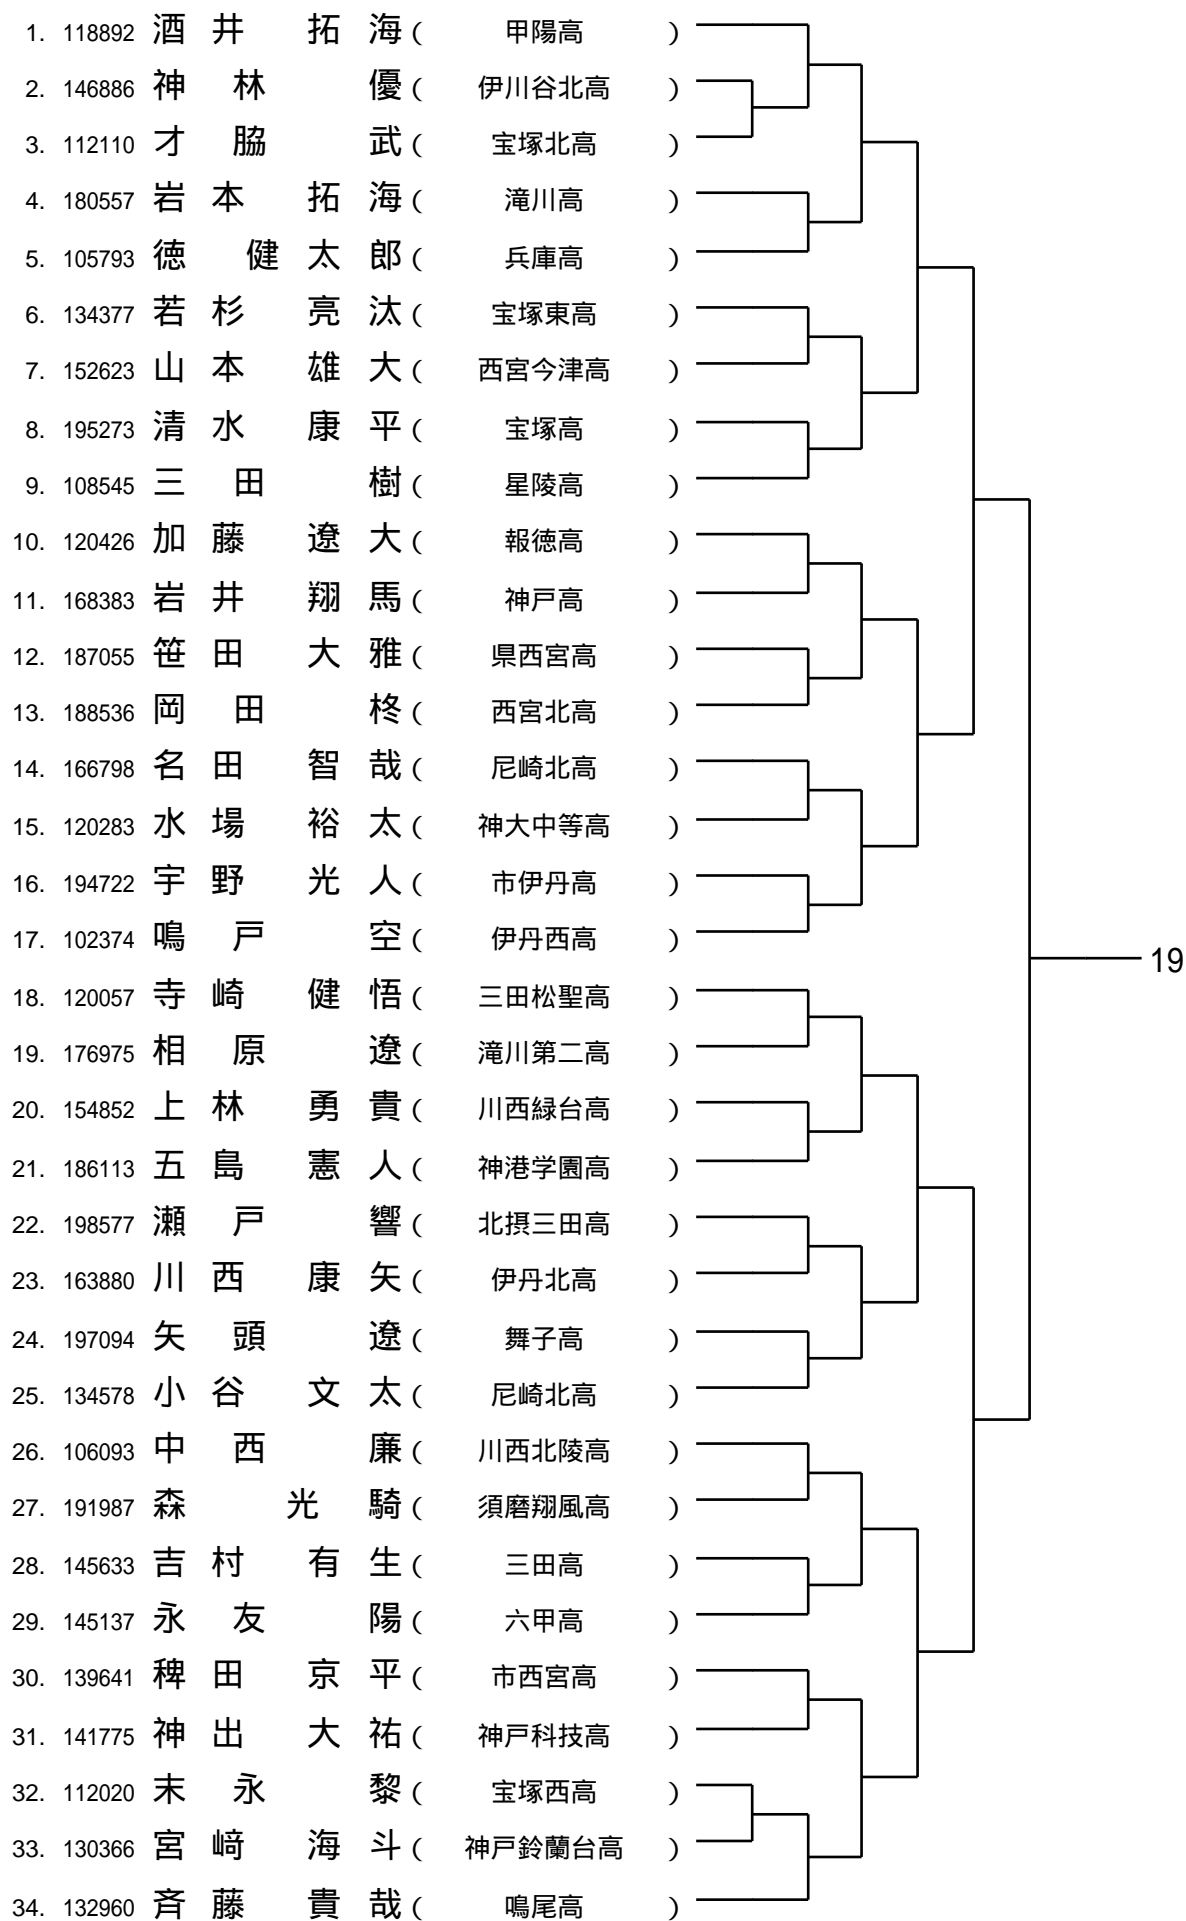 1. 118892 酒井 拓海 ( 甲陽高 )
2. 146886 神林 優 ( 伊川谷北高 )
3. 112110 才脇 武 ( 宝塚北高 )
4. 180557 岩本 拓海 ( 滝川高 )
5. 105793 徳 健太郎 ( 兵庫高 )
6. 134377 若杉 亮汰 ( 宝塚東高 )
7. 152623 山本 雄大 ( 西宮今津高 )
8. 195273 清水 康平 ( 宝塚高 )
9. 108545 三田 樹 ( 星陵高 )
10. 120426 加藤 遼大 ( 報徳高 )
11. 168383 岩井 翔馬 ( 神戸高 )
12. 187055 笹田 大雅 ( 県西宮高 )
13. 188536 岡田 柊 ( 西宮北高 )
14. 166798 名田 智哉 ( 尼崎北高 )
15. 120283 水場 裕太 ( 神大中等高 )
16. 194722 宇野 光人 ( 市伊丹高 )
17. 102374 鳴戸 空 ( 伊丹西高 )
19
18. 120057 寺崎 健悟 ( 三田松聖高 )
19. 176975 相原 遼 ( 滝川第二高 )
20. 154852 上林 勇貴 ( 川西緑台高 )
21. 186113 五島 憲人 ( 神港学園高 )
22. 198577 瀬戸 響 ( 北摂三田高 )
23. 163880 川西 康矢 ( 伊丹北高 )
24. 197094 矢頭 遼 ( 舞子高 )
25. 134578 小谷 文太 ( 尼崎北高 )
26. 106093 中西 廉 ( 川西北陵高 )
27. 191987 森 光騎 ( 須磨翔風高 )
28. 145633 吉村 有生 ( 三田高 )
29. 145137 永友 陽 ( 六甲高 )
30. 139641 稗田 京平 ( 市西宮高 )
31. 141775 神出 大祐 ( 神戸科技高 )
32. 112020 末永 黎 ( 宝塚西高 )
33. 130366 宮﨑 海斗 ( 神戸鈴蘭台高 )
34. 132960 斉藤 貴哉 ( 鳴尾高 )